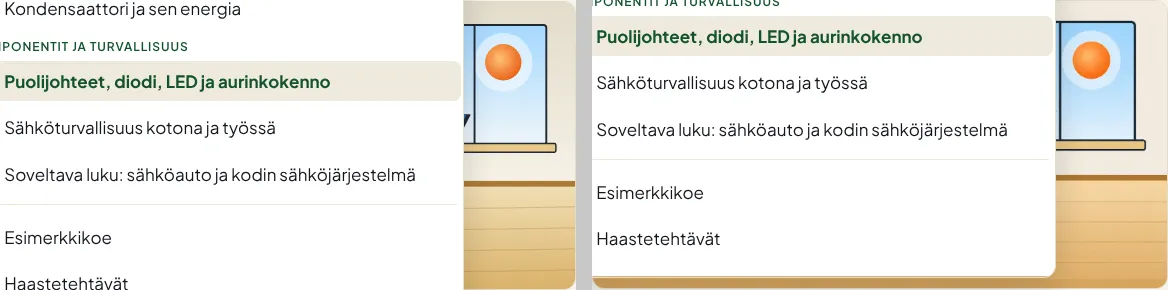 Kondensaattori ja sen energia
PONENTIT JA TURVALLISUUS
Puolijohteet, diodi, LED ja aurinkokenno
Sähköturvallisuus kotona ja työssä
Soveltava luku: sähköauto ja kodin sähköjärjestelmä
Esimerkkikoe
Haastetehtävät
PONENTIT JA TURVALLISUUS
Puolijohteet, diodi, LED ja aurinkokenno
Sähköturvallisuus kotona ja työssä
Soveltava luku: sähköauto ja kodin sähköjärjestelmä
Esimerkkikoe
Haastetehtävät